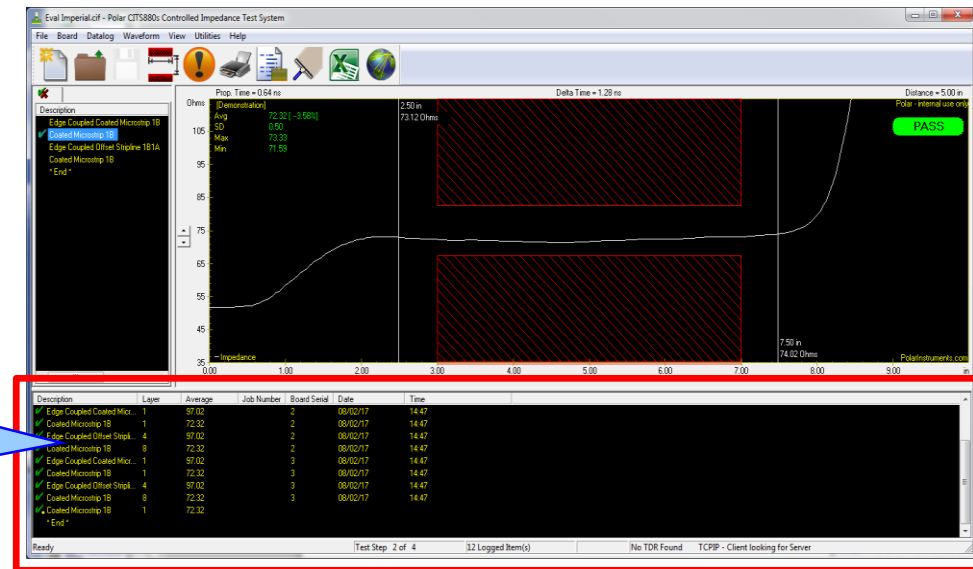 Eval Imperial.cif - Polar CITS880s Controlled Impedance Test System
File Board Datalog Waveform View Utilities Help
Prop. Time = 0.64 ns Delta Time = 1.28 ns Distance = 5.00 in
Description
Edge Coupled Coated Microstrip 1B
Coated Microstrip 1B
Edge Coupled Offset Stripline 1B1A
Coated Microstrip 1B
* End *
Ohms
[Demonstration]
Avg 72.32 [ -3.58%]
SD 0.50
Max 73.33
Min 71.59
2.50 in
73.12 Ohms
Polar - internal use only
PASS
105
95
85
75
65
55
45
35
Impedance
7.50 in
74.02 Ohms
Polarinstruments.com
0.00 1.00 2.00 3.00 4.00 5.00 6.00 7.00 8.00 9.00 in
Description Layer Average Job Number Board Serial Date Time
Edge Coupled Coated Micr... 1 97.02 2 08/02/17 14:47
Coated Microstrip 1B 1 72.32 2 08/02/17 14:47
Edge Coupled Offset Stripli... 4 97.02 2 08/02/17 14:47
Coated Microstrip 1B 8 72.32 2 08/02/17 14:47
Edge Coupled Coated Micr... 1 97.02 3 08/02/17 14:47
Coated Microstrip 1B 1 72.32 3 08/02/17 14:47
Edge Coupled Offset Stripli... 4 97.02 3 08/02/17 14:47
Coated Microstrip 1B 8 72.32 3 08/02/17 14:47
Coated Microstrip 1B 1 72.32
* End *
Ready Test Step 2 of 4 12 Logged Item(s) No TDR Found TCPIP - Client looking for Server